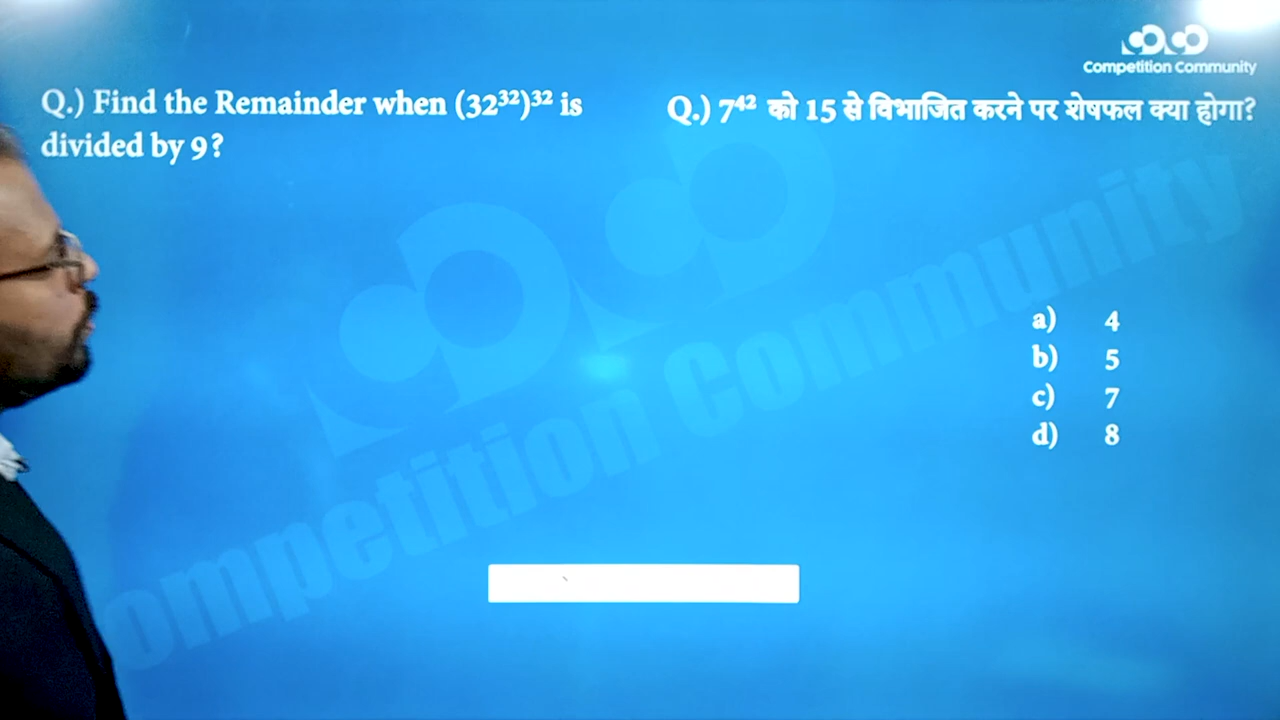 Competition Community
Q.) Find the Remainder when (32³²)³² is
divided by 9?
Q.) 7⁴² को 15 से विभाजित करने पर शेषफल क्या होगा?
a) 4
b) 5
c) 7
d) 8
Competition Community